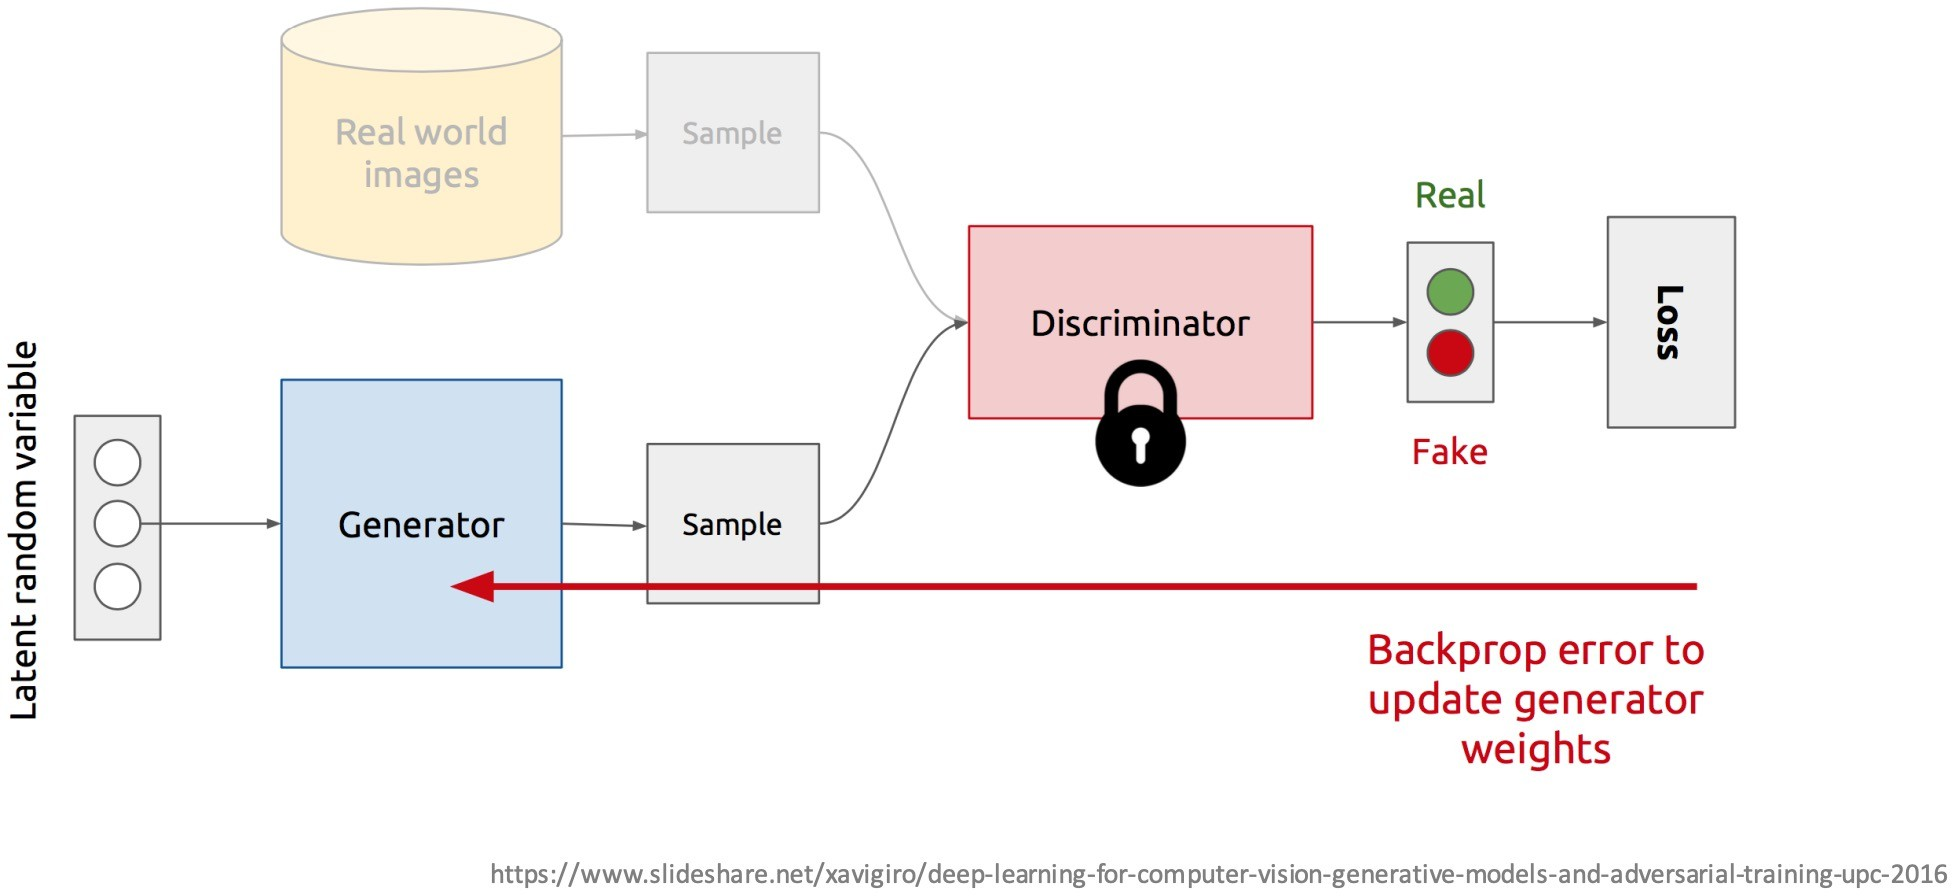 Real world
images
Sample
Real
Discriminator
Loss
Fake
Latent random variable
Generator
Sample
Backprop error to
update generator
weights
https://www.slideshare.net/xavigiro/deep-learning-for-computer-vision-generative-models-and-adversarial-training-upc-2016